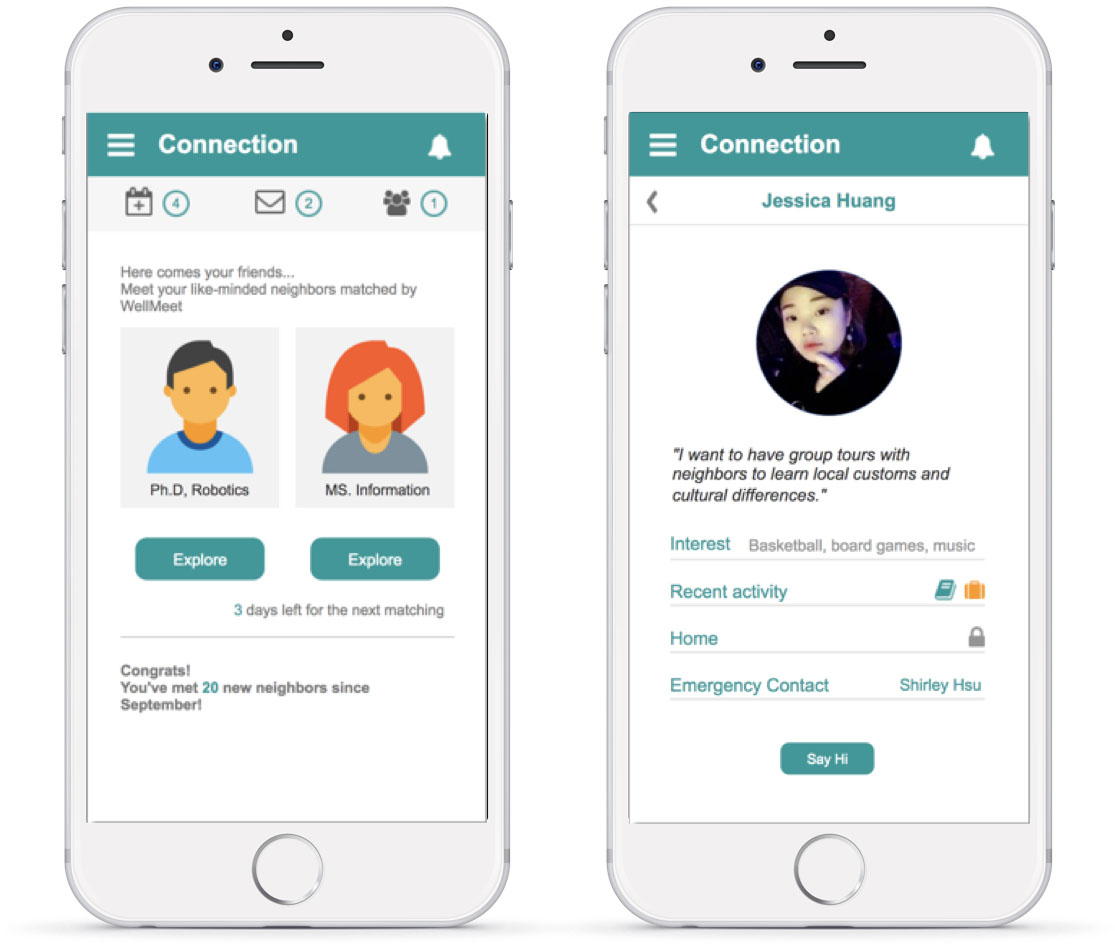 Connection
4
2
1
Here comes your friends...
Meet your like-minded neighbors matched by
WellMeet
Ph.D, Robotics
MS. Information
Explore
Explore
3 days left for the next matching
Congrats!
You've met 20 new neighbors since
September!
Connection
Jessica Huang
"I want to have group tours with
neighbors to learn local customs and
cultural differences."
Interest Basketball, board games, music
Recent activity
Home
Emergency Contact Shirley Hsu
Say Hi